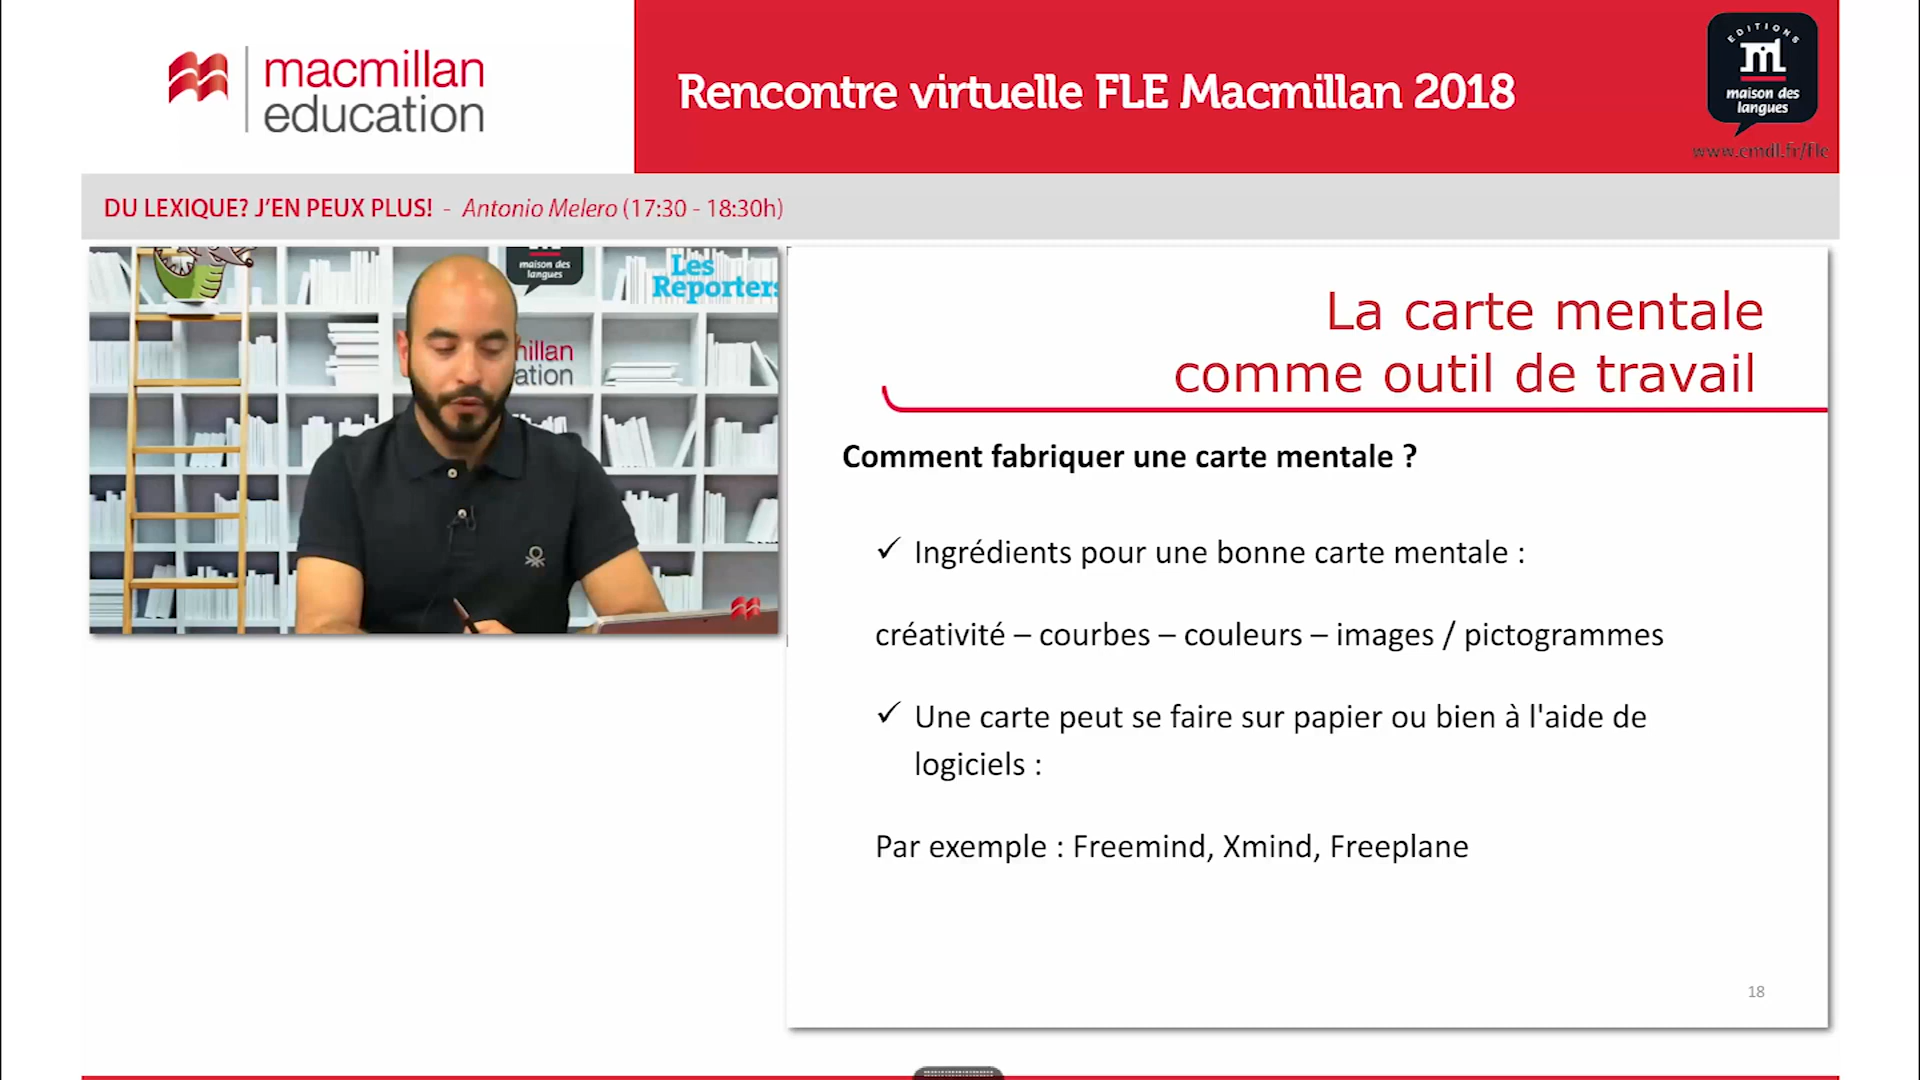 macmillan
education
Rencontre virtuelle FLE Macmillan 2018
EDITIONS
maison des
langues
www.emdl.fr/fle
DU LEXIQUE? J'EN PEUX PLUS! - Antonio Melero (17:30 - 18:30h)
maison des
langues
Les
Reporters
millan
ation
La carte mentale
comme outil de travail
Comment fabriquer une carte mentale ?
✓ Ingrédients pour une bonne carte mentale :
créativité – courbes – couleurs – images / pictogrammes
✓ Une carte peut se faire sur papier ou bien à l'aide de
logiciels :
Par exemple : Freemind, Xmind, Freeplane
18